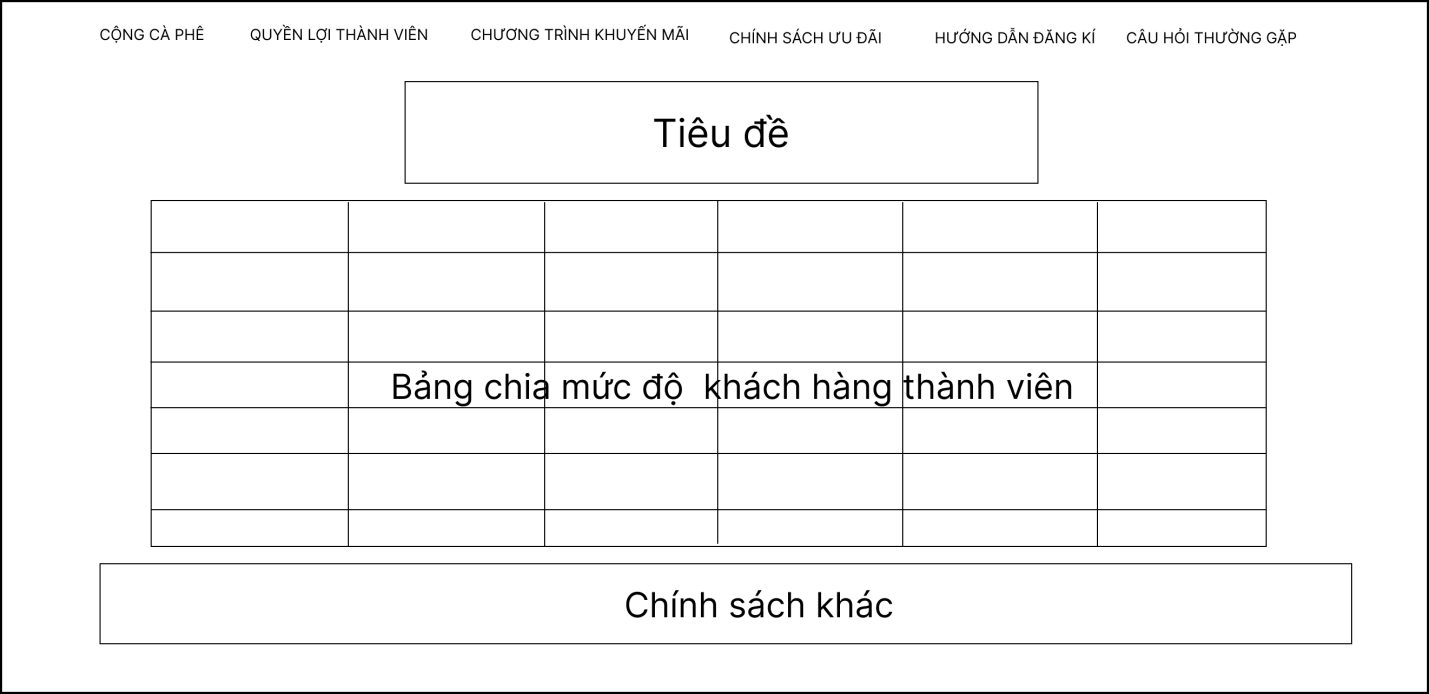 CỘNG CÀ PHÊ
QUYỀN LỢI THÀNH VIÊN
CHƯƠNG TRÌNH KHUYẾN MÃI
CHÍNH SÁCH ƯU ĐÃI
HƯỚNG DẪN ĐĂNG KÍ
CÂU HỎI THƯỜNG GẶP
Tiêu đề
Bảng chia mức độ khách hàng thành viên
Chính sách khác